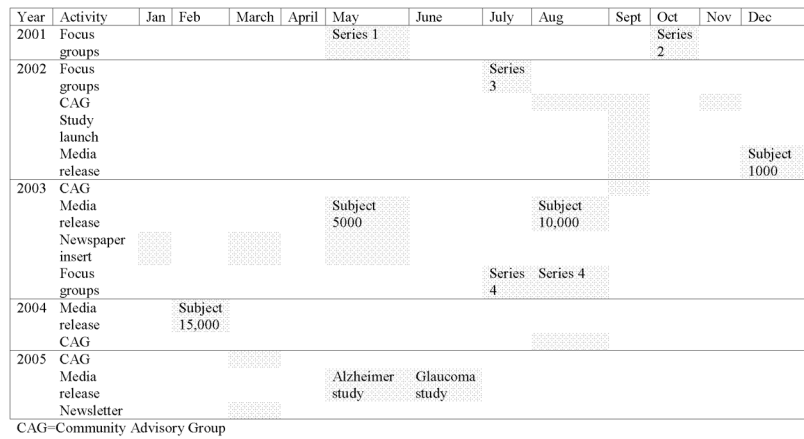 Year Activity Jan Feb March April May June July Aug Sept Oct Nov Dec
2001 Focus Series 1 Series
groups 2
2002 Focus Series
groups 3
CAG
Study
launch
Media Subject
release 1000
2003 CAG
Media Subject Subject
release 5000 10,000
Newspaper
insert
Focus Series Series 4
groups 4
2004 Media Subject
release 15,000
CAG
2005 CAG
Media Alzheimer Glaucoma
release study study
Newsletter
CAG=Community Advisory Group